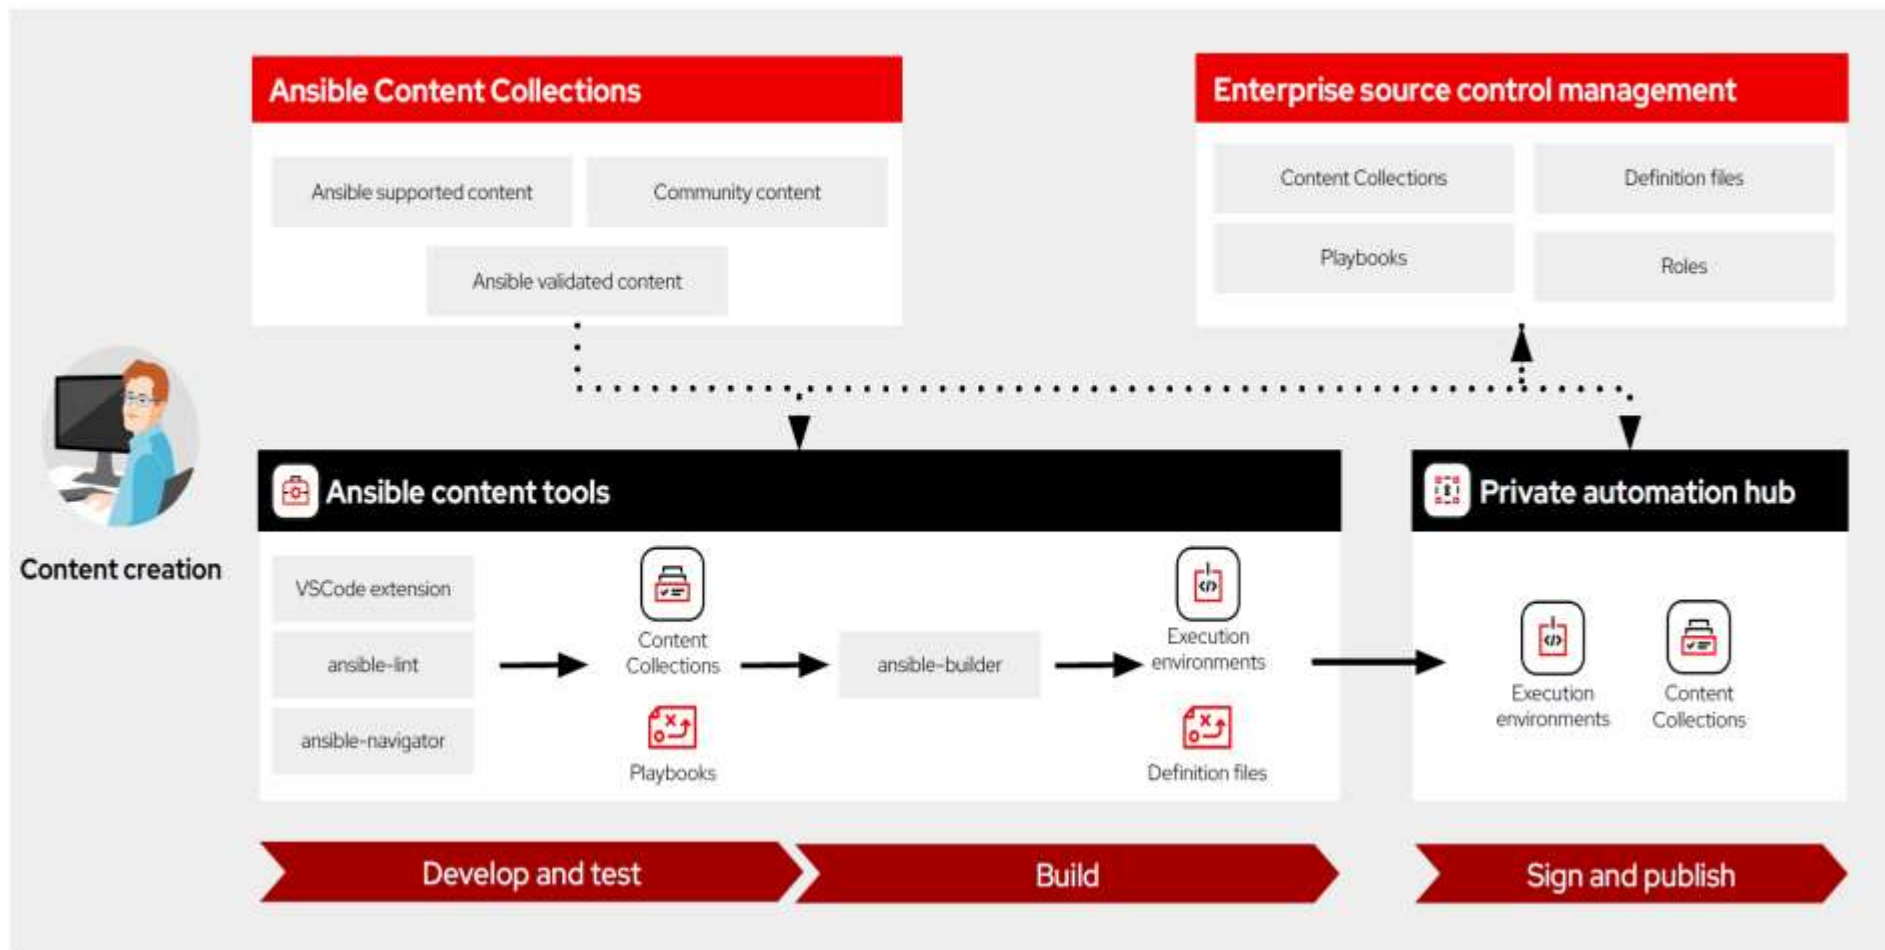 Ansible Content Collections
Ansible supported content
Community content
Ansible validated content
Enterprise source control management
Content Collections
Definition files
Playbooks
Roles
Content creation
Ansible content tools
VSCode extension
ansible-lint
ansible-navigator
Content
Collections
Playbooks
ansible-builder
Execution
environments
Definition files
Private automation hub
Execution
environments
Content
Collections
Develop and test
Build
Sign and publish